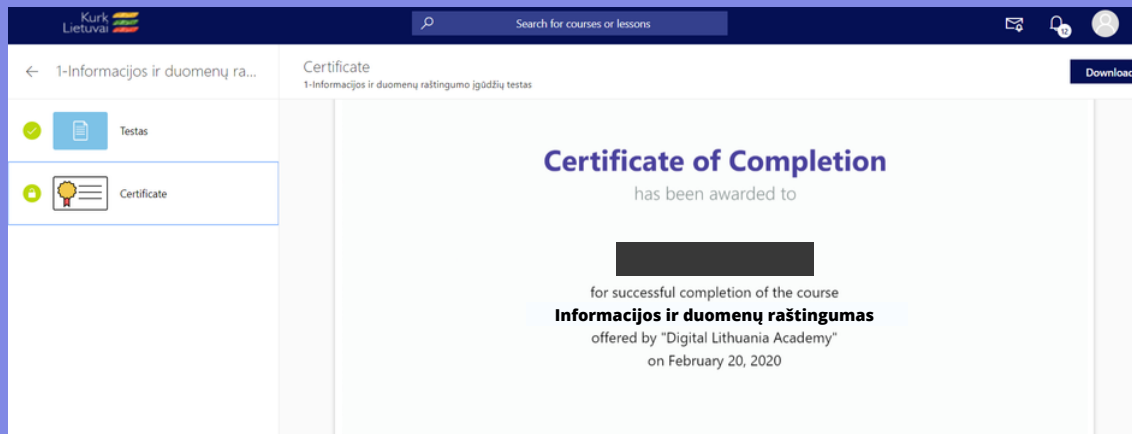 Kurk
Lietuvai
Search for courses or lessons
12
1-Informacijos ir duomenų ra...
Certificate
1-Informacijos ir duomenų raštingumo įgūdžių testas
Download
Testas
Certificate
Certificate of Completion
has been awarded to
for successful completion of the course
Informacijos ir duomenų raštingumas
offered by "Digital Lithuania Academy"
on February 20, 2020